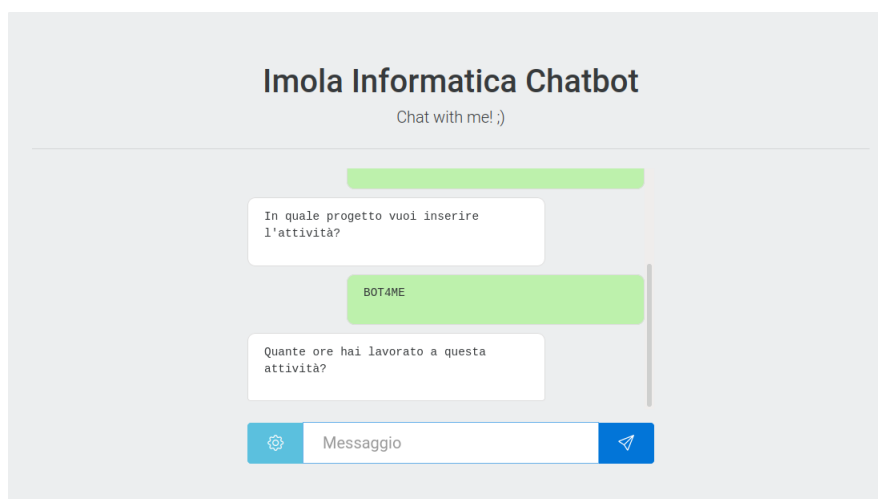 Imola Informatica Chatbot
Chat with me! ;)
In quale progetto vuoi inserire
l'attività?
BOT4ME
Quante ore hai lavorato a questa
attività?
Messaggio